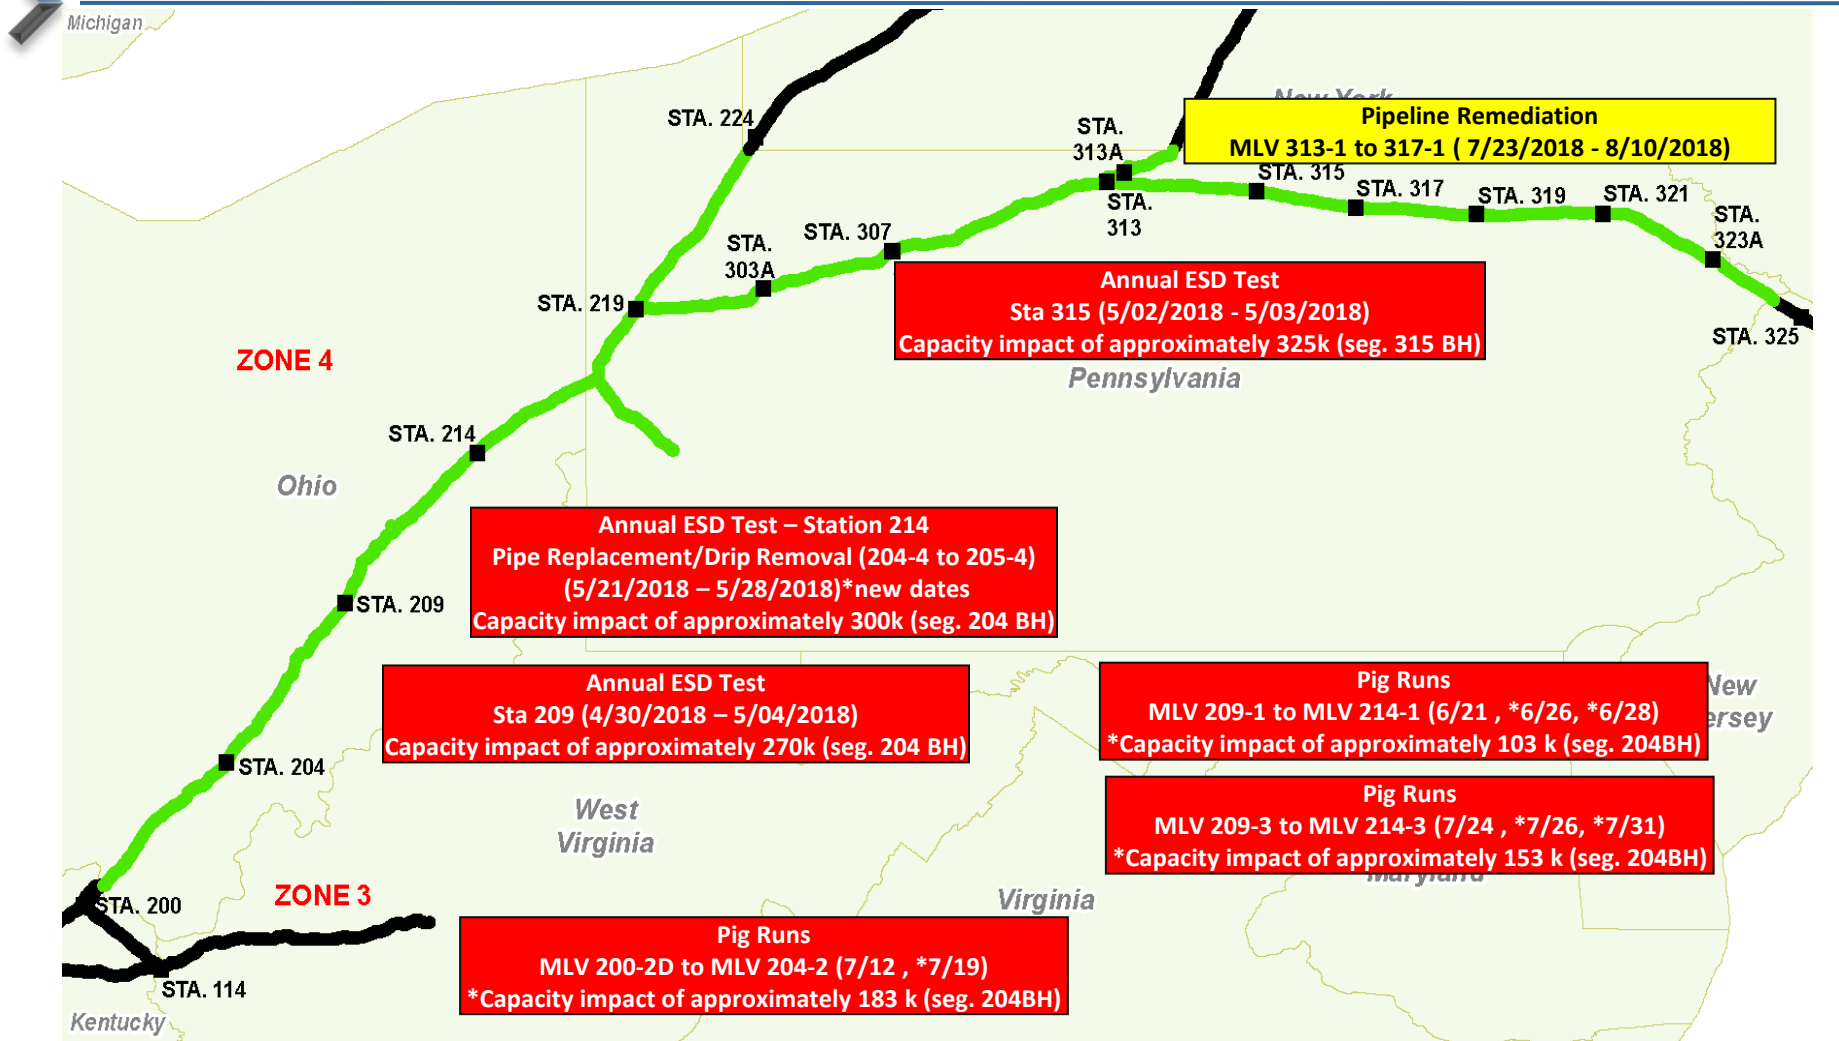 Michigan
New York
STA. 224
STA.
313A
Pipeline Remediation
MLV 313-1 to 317-1 ( 7/23/2018 - 8/10/2018)
STA. 315
STA. 317
STA. 319
STA. 321
STA.
313
STA.
323A
STA. 307
STA.
303A
STA. 219
Annual ESD Test
Sta 315 (5/02/2018 - 5/03/2018)
Capacity impact of approximately 325k (seg. 315 BH)
STA. 325
ZONE 4
Pennsylvania
STA. 214
Ohio
Annual ESD Test – Station 214
Pipe Replacement/Drip Removal (204-4 to 205-4)
(5/21/2018 – 5/28/2018)*new dates
Capacity impact of approximately 300k (seg. 204 BH)
STA. 209
Annual ESD Test
Sta 209 (4/30/2018 – 5/04/2018)
Capacity impact of approximately 270k (seg. 204 BH)
Pig Runs
MLV 209-1 to MLV 214-1 (6/21 , *6/26, *6/28)
*Capacity impact of approximately 103 k (seg. 204BH)
New
ersey
STA. 204
Pig Runs
MLV 209-3 to MLV 214-3 (7/24 , *7/26, *7/31)
*Capacity impact of approximately 153 k (seg. 204BH)
Maryland
West
Virginia
ZONE 3
Virginia
STA. 200
Pig Runs
MLV 200-2D to MLV 204-2 (7/12 , *7/19)
*Capacity impact of approximately 183 k (seg. 204BH)
STA. 114
Kentucky